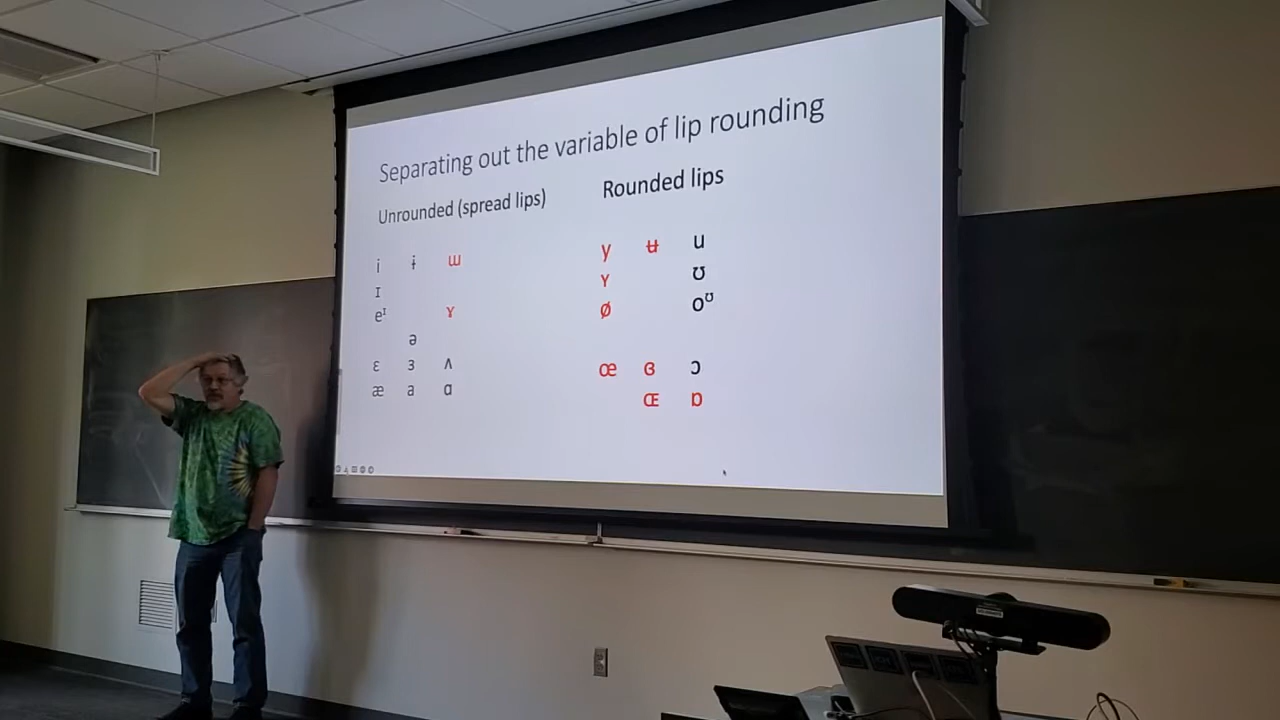 Separating out the variable of lip rounding
Unrounded (spread lips)
i ɨ ɯ
ɪ
eᶦ ɤ
ə
ɛ ɜ ʌ
æ a ɑ
Rounded lips
y ʉ u
ʏ ʊ
ø oᶷ
œ ɞ ɔ
ɶ ɒ